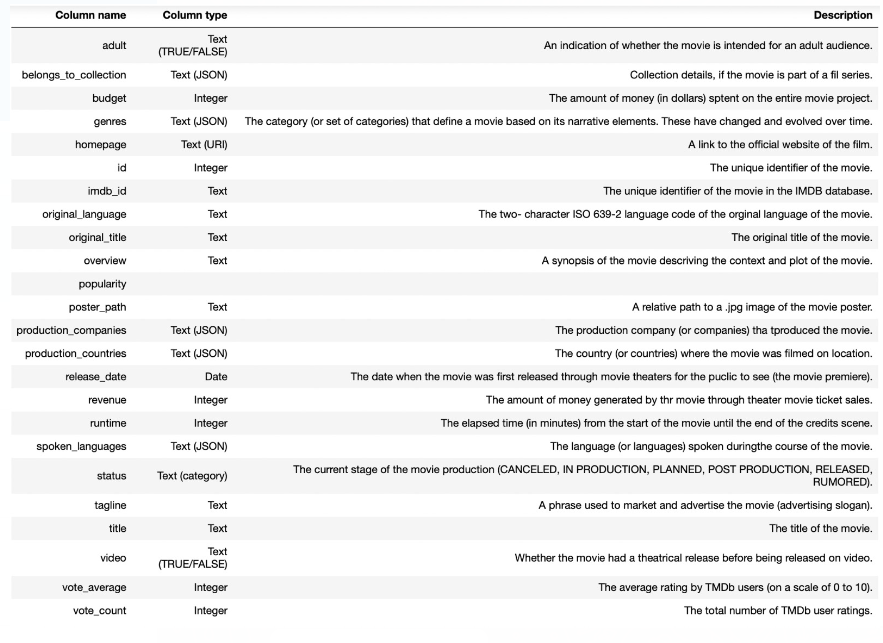 Column name Column type Description
adult Text (TRUE/FALSE) An indication of whether the movie is intended for an adult audience.
belongs_to_collection Text (JSON) Collection details, if the movie is part of a fil series.
budget Integer The amount of money (in dollars) sptent on the entire movie project.
genres Text (JSON) The category (or set of categories) that define a movie based on its narrative elements. These have changed and evolved over time.
homepage Text (URI) A link to the official website of the film.
id Integer The unique identifier of the movie.
imdb_id Text The unique identifier of the movie in the IMDB database.
original_language Text The two- character ISO 639-2 language code of the orginal language of the movie.
original_title Text The original title of the movie.
overview Text A synopsis of the movie descriving the context and plot of the movie.
popularity
poster_path Text A relative path to a .jpg image of the movie poster.
production_companies Text (JSON) The production company (or companies) tha tproduced the movie.
production_countries Text (JSON) The country (or countries) where the movie was filmed on location.
release_date Date The date when the movie was first released through movie theaters for the puclic to see (the movie premiere).
revenue Integer The amount of money generated by thr movie through theater movie ticket sales.
runtime Integer The elapsed time (in minutes) from the start of the movie until the end of the credits scene.
spoken_languages Text (JSON) The language (or languages) spoken duringthe course of the movie.
status Text (category) The current stage of the movie production (CANCELED, IN PRODUCTION, PLANNED, POST PRODUCTION, RELEASED,
RUMORED).
tagline Text A phrase used to market and advertise the movie (advertising slogan).
title Text The title of the movie.
video Text (TRUE/FALSE) Whether the movie had a theatrical release before being released on video.
vote_average Integer The average rating by TMDb users (on a scale of 0 to 10).
vote_count Integer The total number of TMDb user ratings.